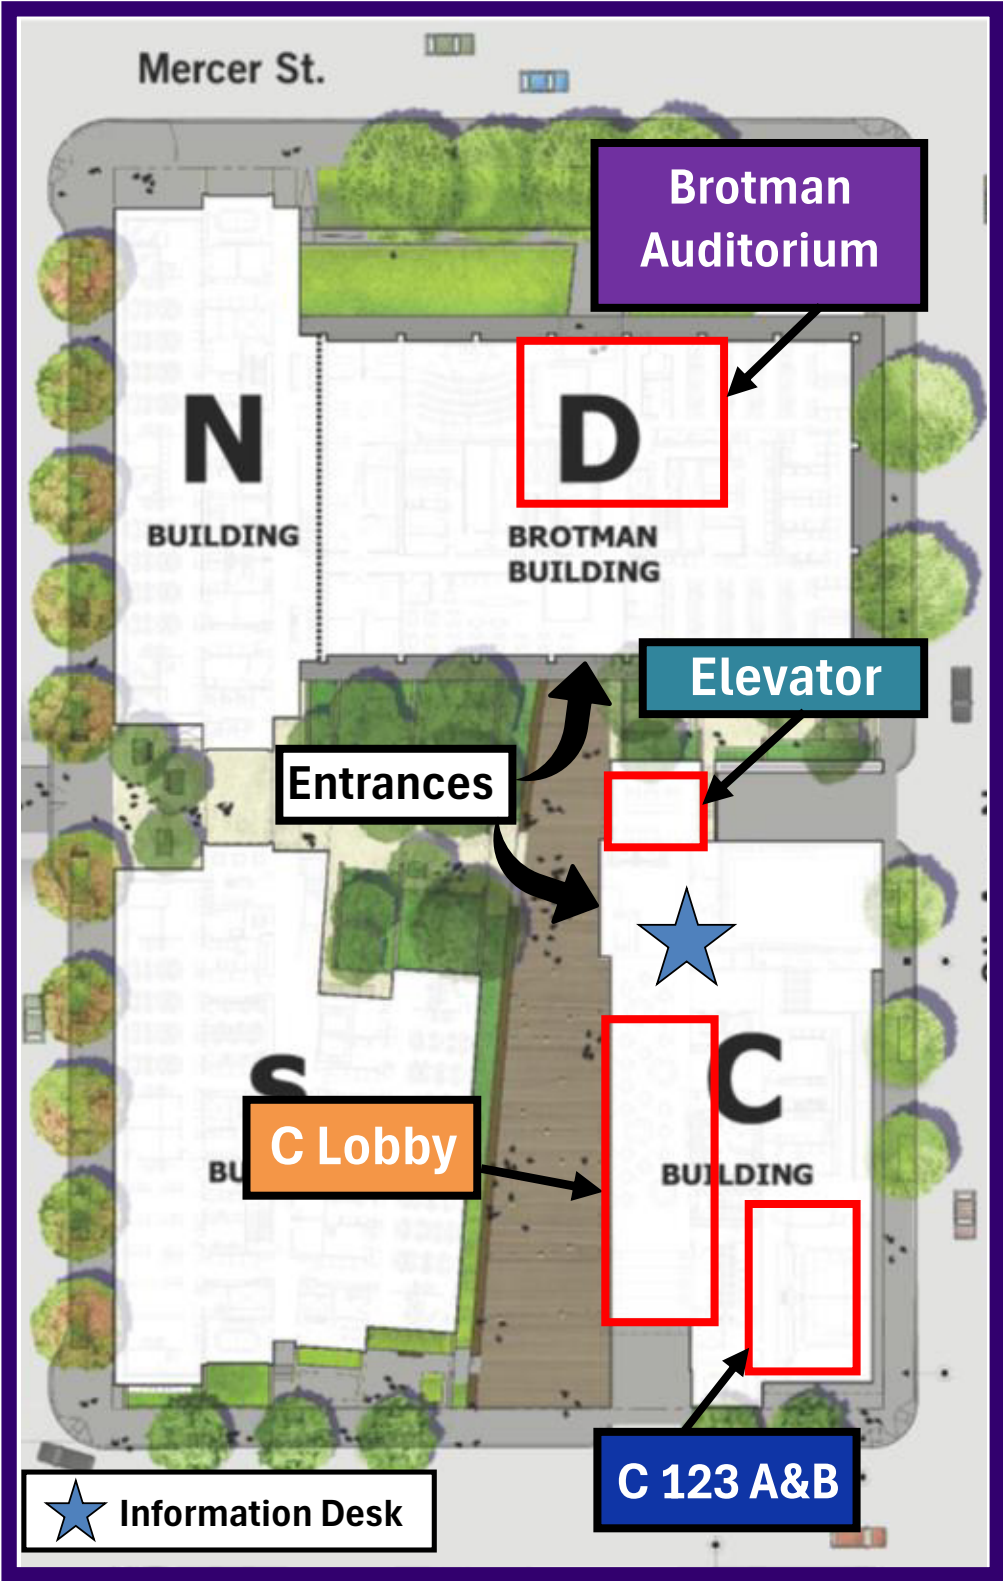 Mercer St.
Brotman
Auditorium
N
BUILDING
D
BROTMAN
BUILDING
Elevator
Entrances
S
BU
C Lobby
C
BUILDING
C 123 A&B
Information Desk